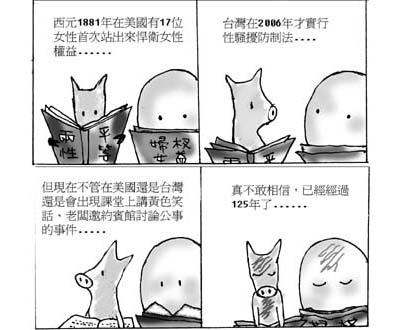 西元1881年在美國有17位
女性首次站出來悍衛女性
權益......
兩性
平等
婦女
台灣在2006年才實行
性騷擾防制法....
但現在不管在美國還是台灣
還是會出現課堂上講黃色笑
話、老闆邀約賓館討論公事
的事件.....
真不敢相信，已經經過
125年了......